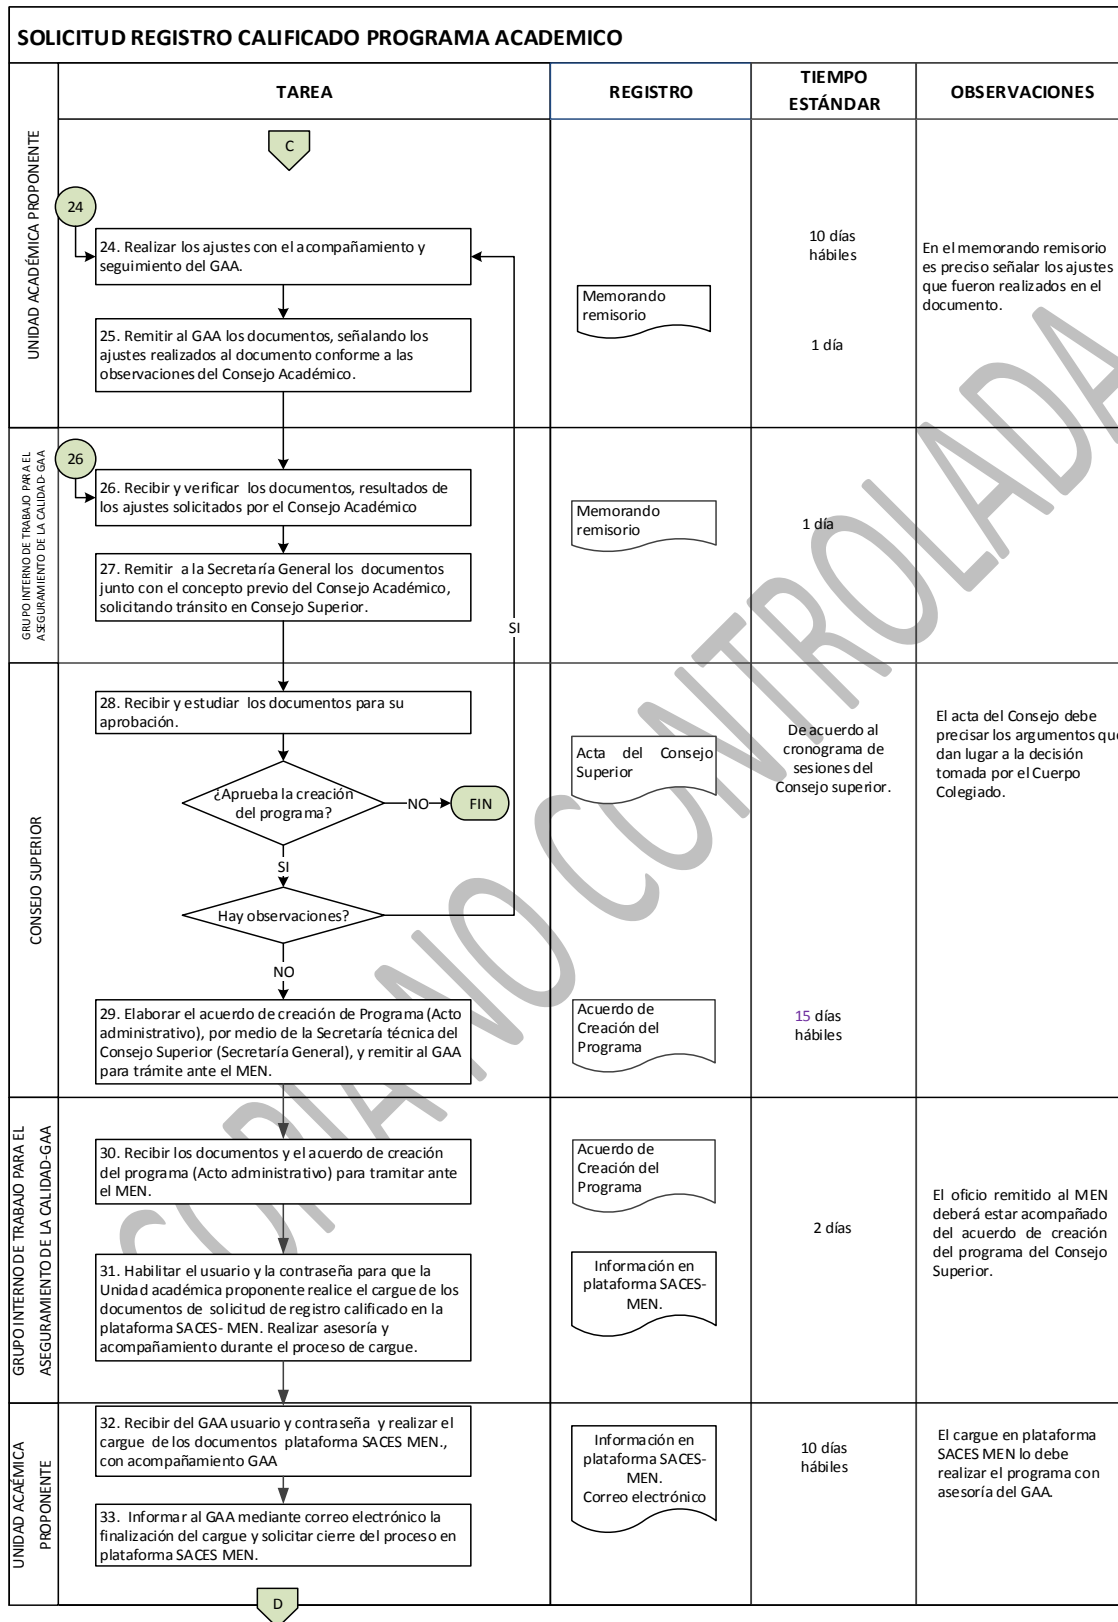 SOLICITUD REGISTRO CALIFICADO PROGRAMA ACADEMICO
TAREA
REGISTRO
TIEMPO
ESTÁNDAR
OBSERVACIONES
UNIDAD ACADÉMICA PROPONENTE
C
24
24. Realizar los ajustes con el acompañamiento y
seguimiento del GAA.
25. Remitir al GAA los documentos, señalando los
ajustes realizados al documento conforme a las
observaciones del Consejo Académico.
Memorando
remisorio
10 días
hábiles
1 día
En el memorando remisorio
es preciso señalar los ajustes
que fueron realizados en el
documento.
GRUPO INTERNO DE TRABAJO PARA EL
ASEGURAMIENTO DE LA CALIDAD- GAA
26
26. Recibir y verificar los documentos, resultados de
los ajustes solicitados por el Consejo Académico
27. Remitir a la Secretaría General los documentos
junto con el concepto previo del Consejo Académico,
solicitando tránsito en Consejo Superior.
SI
Memorando
remisorio
1 día
CONSEJO SUPERIOR
28. Recibir y estudiar los documentos para su
aprobación.
¿Aprueba la creación
del programa?
NO
FIN
SI
Hay observaciones?
NO
29. Elaborar el acuerdo de creación de Programa (Acto
administrativo), por medio de la Secretaría técnica del
Consejo Superior (Secretaría General), y remitir al GAA
para trámite ante el MEN.
Acta del Consejo
Superior
De acuerdo al
cronograma de
sesiones del
Consejo superior.
El acta del Consejo debe
precisar los argumentos que
dan lugar a la decisión
tomada por el Cuerpo
Colegiado.
Acuerdo de
Creación del
Programa
15 días
hábiles
GRUPO INTERNO DE TRABAJO PARA EL
ASEGURAMIENTO DE LA CALIDAD-GAA
30. Recibir los documentos y el acuerdo de creación
del programa (Acto administrativo) para tramitar ante
el MEN.
31. Habilitar el usuario y la contraseña para que la
Unidad académica proponente realice el cargue de los
documentos de solicitud de registro calificado en la
plataforma SACES- MEN. Realizar asesoría y
acompañamiento durante el proceso de cargue.
Acuerdo de
Creación del
Programa
Información en
plataforma SACES-
MEN.
2 días
El oficio remitido al MEN
deberá estar acompañado
del acuerdo de creación
del programa del Consejo
Superior.
UNIDAD ACAÉMICA
PROPONENTE
32. Recibir del GAA usuario y contraseña y realizar el
cargue de los documentos plataforma SACES MEN.,
con acompañamiento GAA
33. Informar al GAA mediante correo electrónico la
finalización del cargue y solicitar cierre del proceso en
plataforma SACES MEN.
Información en
plataforma SACES-
MEN.
Correo electrónico
10 días
hábiles
El cargue en plataforma
SACES MEN lo debe
realizar el programa con
asesoría del GAA.
D
COPIA NO CONTROLADA